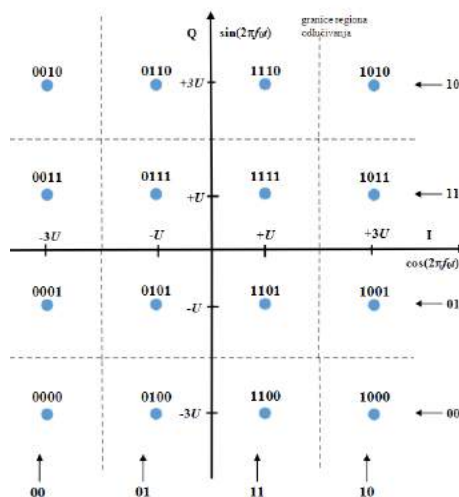 Q sin(2πf₀t) granice regiona
odlučivanja
0010 0110 1110 1010
+3U 10
0011 0111 1111 1011
+U 11
-3U -U +U +3U I
cos(2πf₀t)
0001 0101 1101 1001
-U 01
0000 0100 1100 1000
-3U 00
00 01 11 10